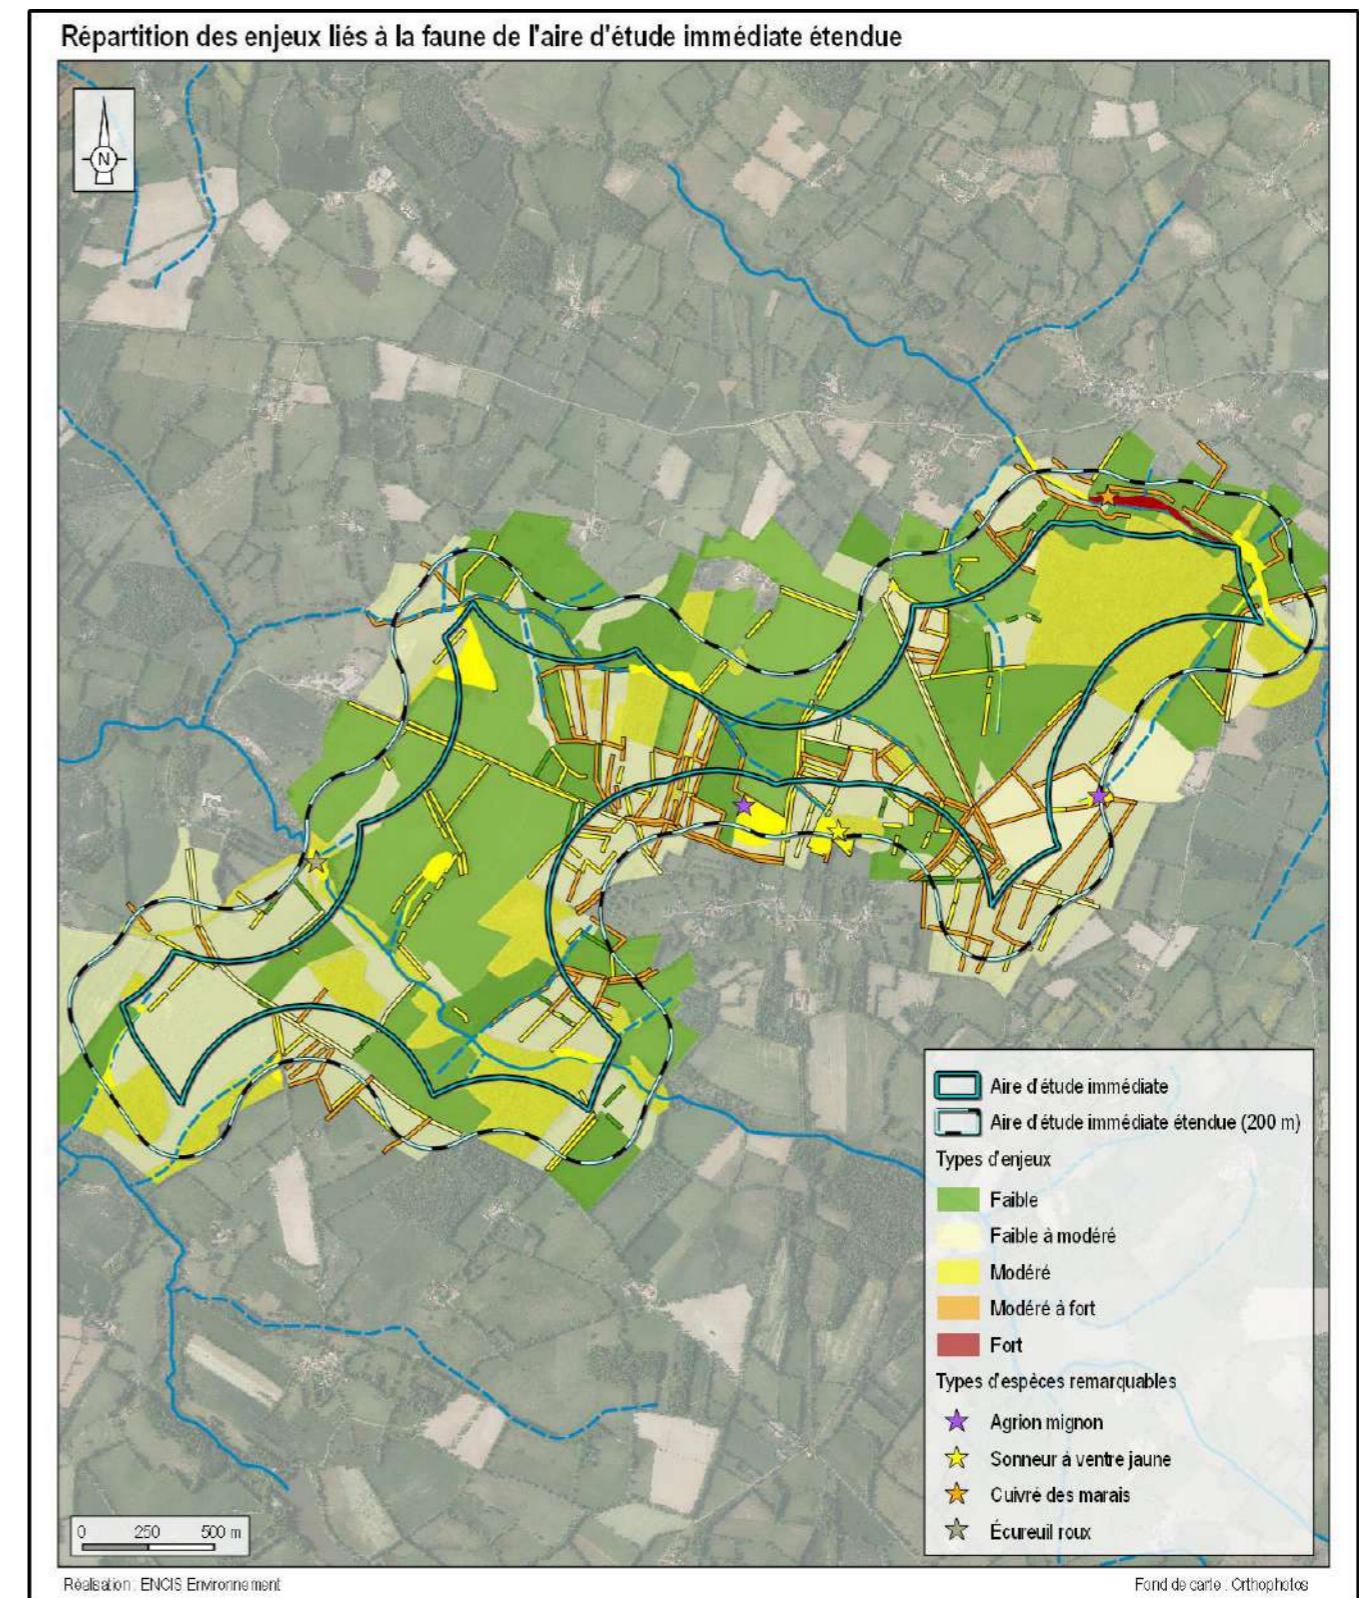 Répartition des enjeux liés à la faune de l'aire d'étude immédiate étendue
N
Aire d'étude immédiate
Aire d'étude immédiate étendue (200 m)
Types d'enjeux
Faible
Faible à modéré
Modéré
Modéré à fort
Fort
Types d'espèces remarquables
Agrion mignon
Sonneur à ventre jaune
Cuivré des marais
Écureuil roux
0 250 500 m
Réalisation : ENCIS Environnement
Fond de carte : Orthophotos